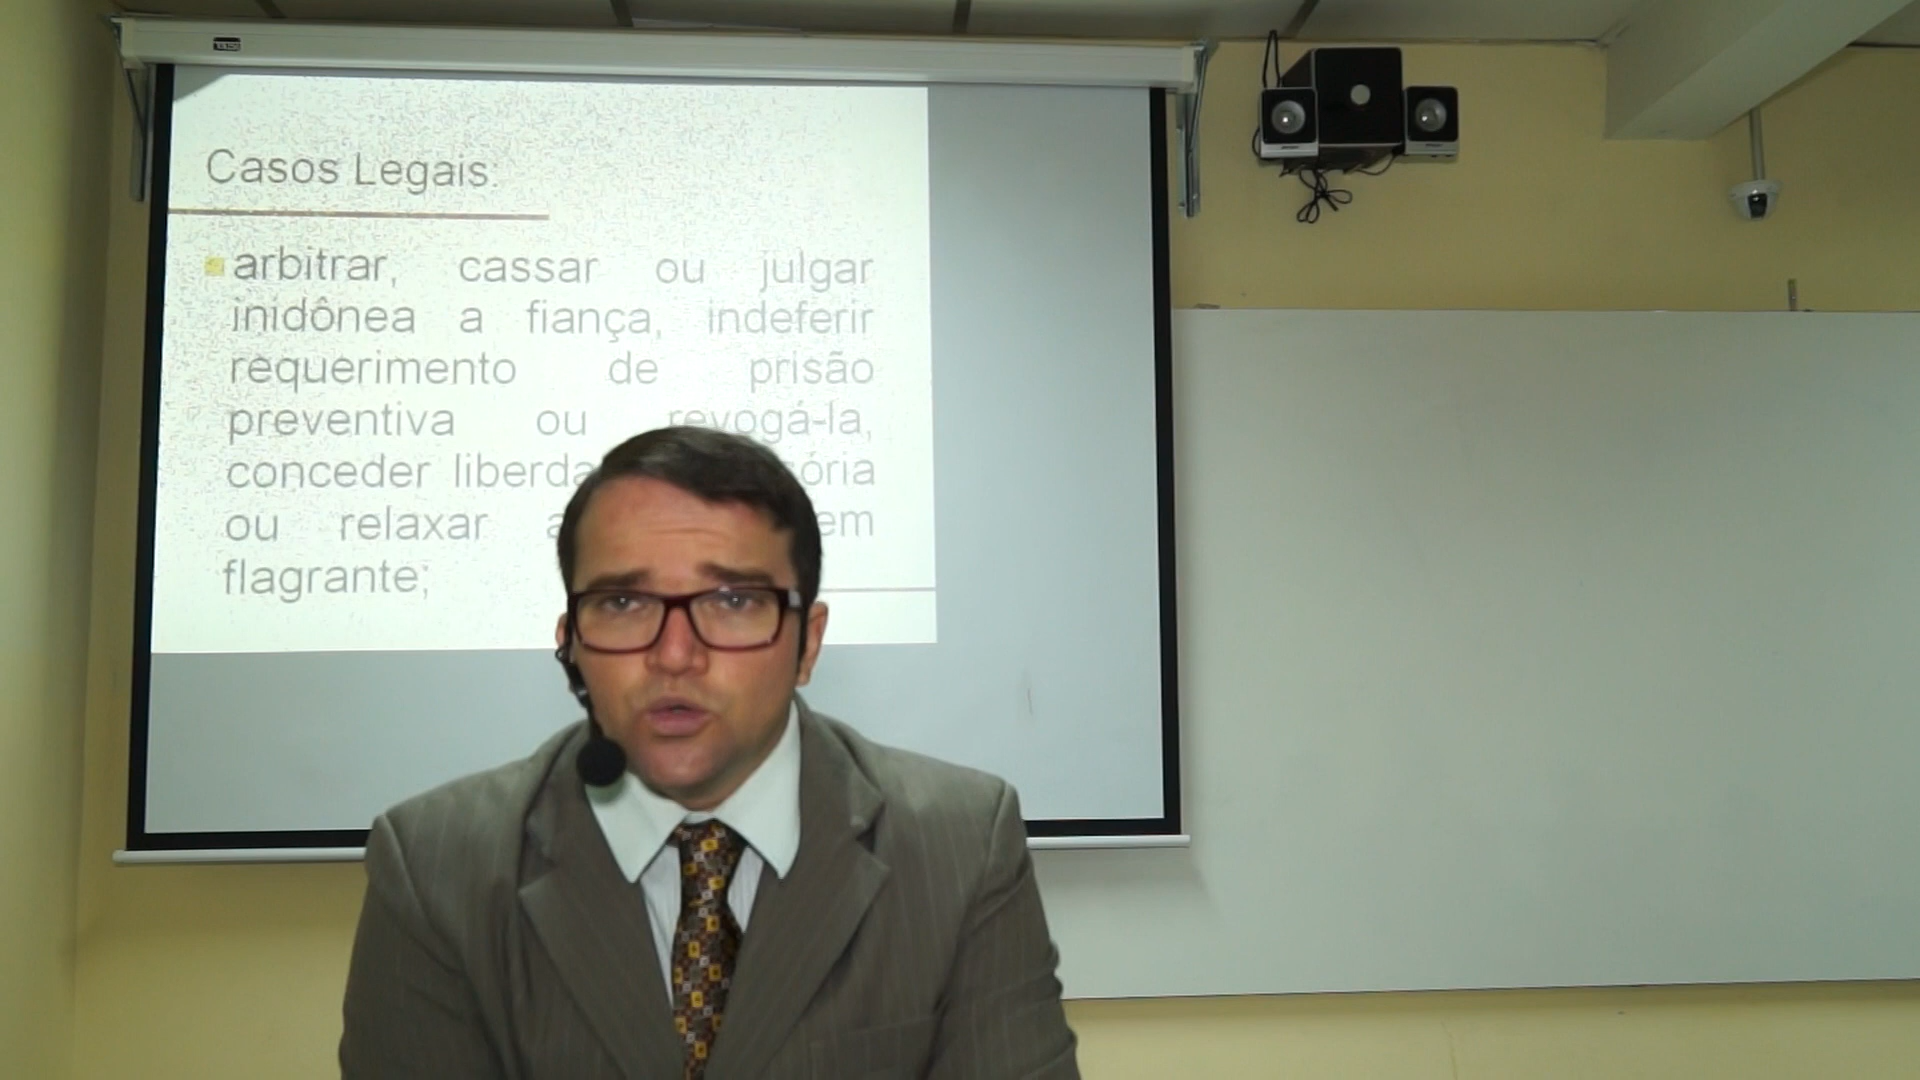 Casos Legais:
arbitrar, cassar ou julgar
inidônea a fiança, indeferir
requerimento de prisão
preventiva ou revogá-la,
conceder
ou relaxar em
flagrante;